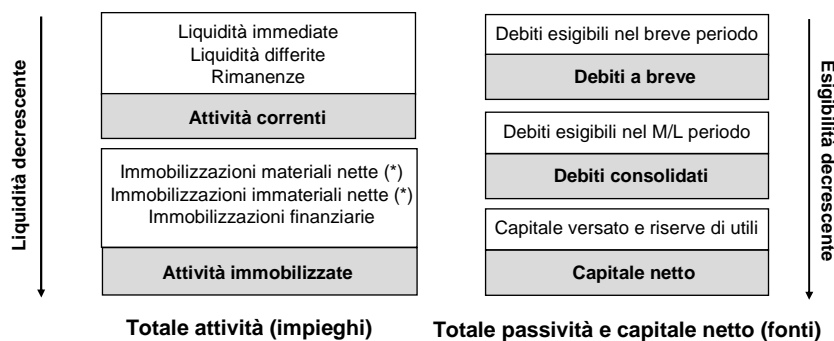 Liquidità decrescente
Liquidità immediate
Liquidità differite
Rimanenze
Attività correnti
Immobilizzazioni materiali nette (*)
Immobilizzazioni immateriali nette (*)
Immobilizzazioni finanziarie
Attività immobilizzate
Totale attività (impieghi)
Debiti esigibili nel breve periodo
Debiti a breve
Debiti esigibili nel M/L periodo
Debiti consolidati
Capitale versato e riserve di utili
Capitale netto
Totale passività e capitale netto (fonti)
Esigibilità decrescente